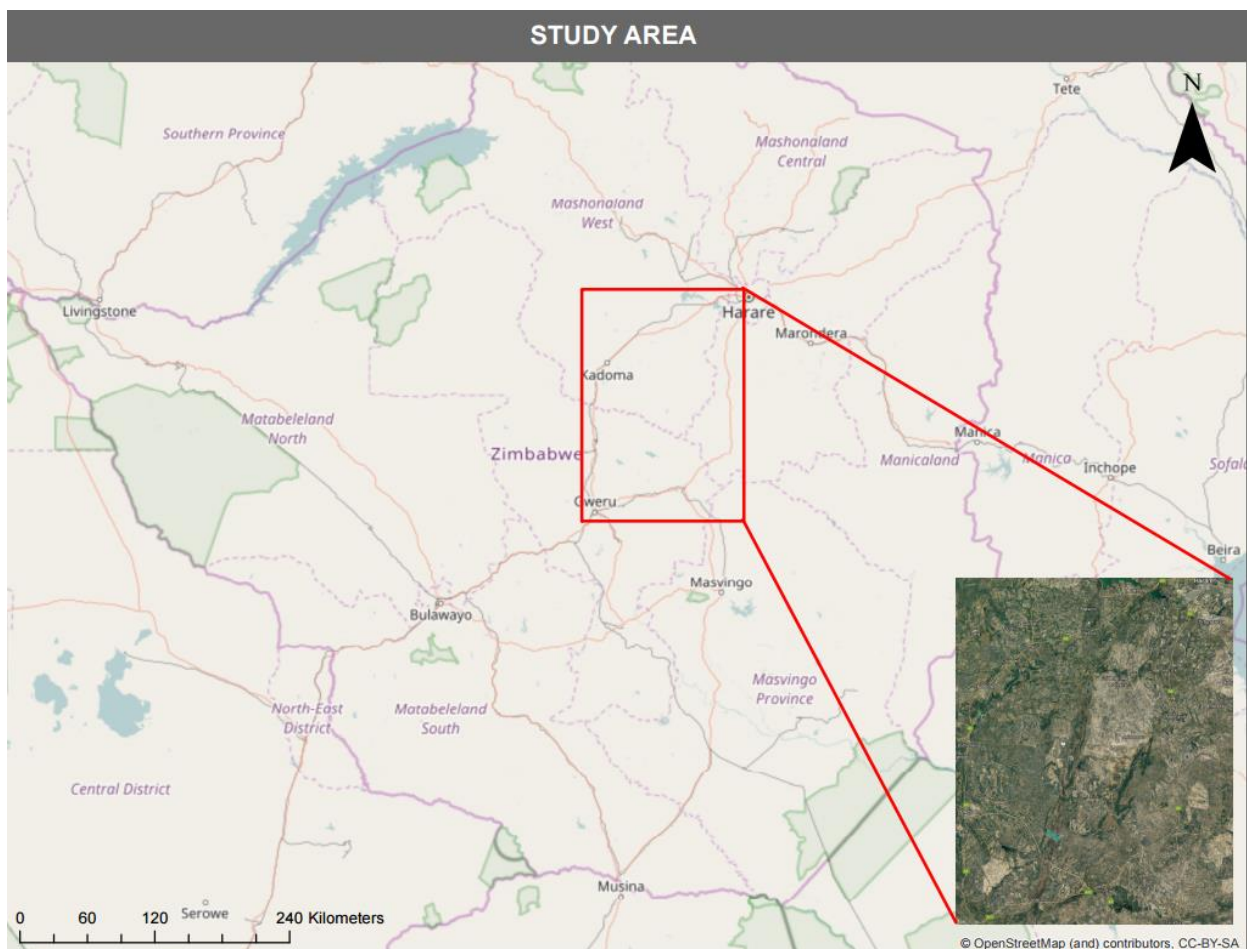 STUDY AREA
N
Tete
Southern Province
Mashonaland
Central
Mashonaland
West
Livingstone
Harare
Marondera
Kadoma
Matabeleland
North
Zimbabwe
Manica
Manicaland
Manica
Inchope
Sofala
Gweru
Beira
Masvingo
Bulawayo
Masvingo
Province
North-East
District
Matabeleland
South
Central District
Musina
Serowe
0 60 120 240 Kilometers
© OpenStreetMap (and) contributors, CC-BY-SA